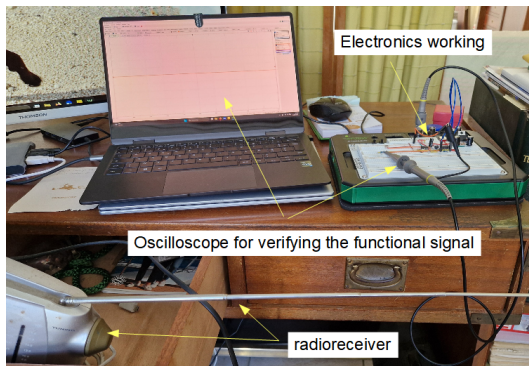 Electronics working
THOMSON
Oscilloscope for verifying the functional signal
radioreceiver